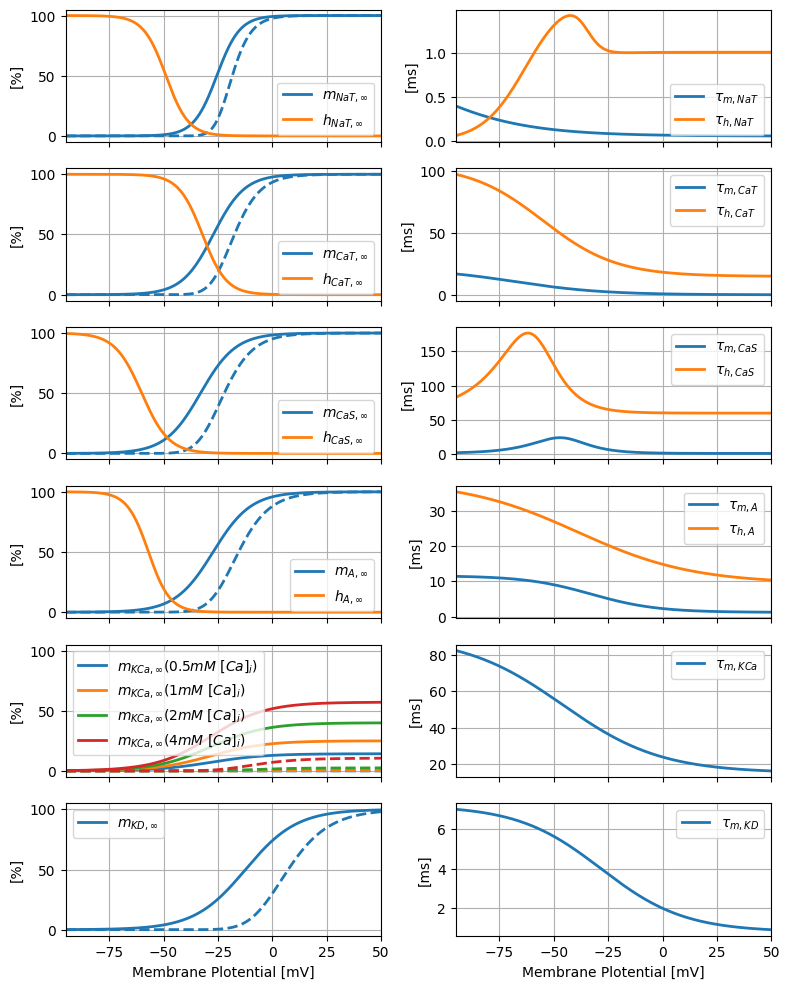 100
50
0
[%]
m_{NaT,∞}
h_{NaT,∞}
1.0
0.5
0.0
[ms]
τ_{m,NaT}
τ_{h,NaT}
100
50
0
[%]
m_{CaT,∞}
h_{CaT,∞}
100
50
0
[ms]
τ_{m,CaT}
τ_{h,CaT}
100
50
0
[%]
m_{CaS,∞}
h_{CaS,∞}
150
100
50
0
[ms]
τ_{m,CaS}
τ_{h,CaS}
100
50
0
[%]
m_{A,∞}
h_{A,∞}
30
20
10
0
[ms]
τ_{m,A}
τ_{h,A}
100
50
0
[%]
m_{KCa,∞}(0.5mM [Ca]_i)
m_{KCa,∞}(1mM [Ca]_i)
m_{KCa,∞}(2mM [Ca]_i)
m_{KCa,∞}(4mM [Ca]_i)
80
60
40
20
[ms]
τ_{m,KCa}
100
50
0
[%]
m_{KD,∞}
−75 −50 −25 0 25 50
Membrane Plotential [mV]
6
4
2
[ms]
τ_{m,KD}
−75 −50 −25 0 25 50
Membrane Plotential [mV]